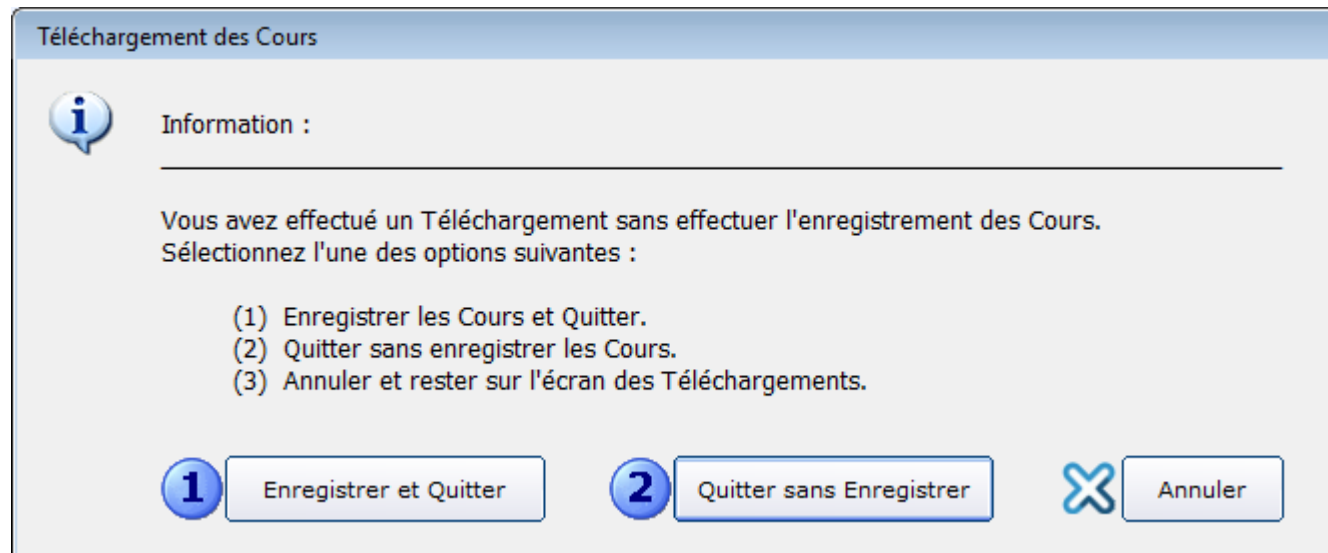 Téléchargement des Cours
Information :
Vous avez effectué un Téléchargement sans effectuer l'enregistrement des Cours.
Sélectionnez l'une des options suivantes :
(1) Enregistrer les Cours et Quitter.
(2) Quitter sans enregistrer les Cours.
(3) Annuler et rester sur l'écran des Téléchargements.
1 Enregistrer et Quitter 2 Quitter sans Enregistrer Annuler